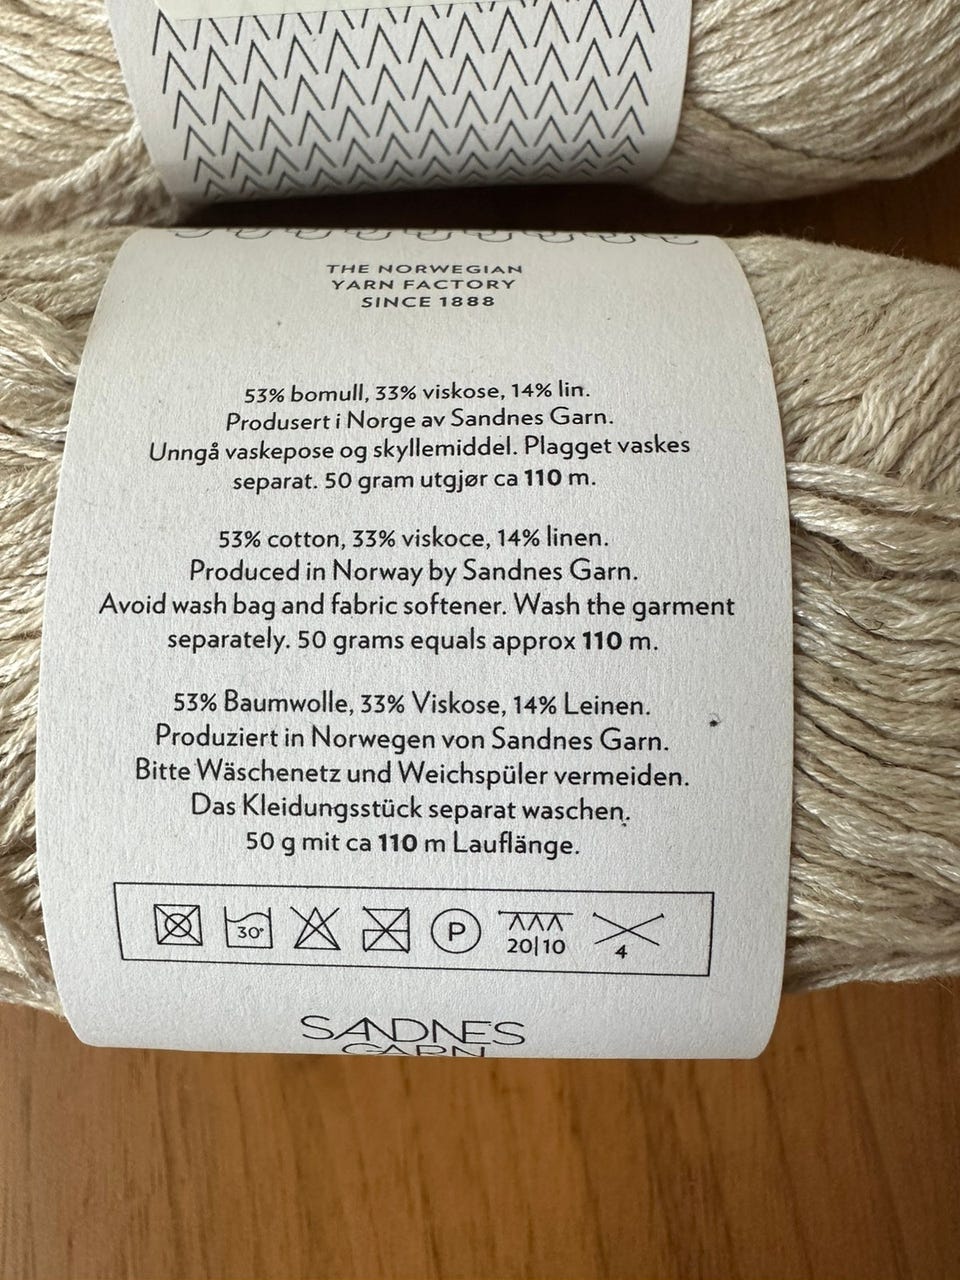 THE NORWEGIAN
YARN FACTORY
SINCE 1888
53% bomull, 33% viskose, 14% lin.
Produsert i Norge av Sandnes Garn.
Unngå vaskepose og skyllemiddel. Plagget vaskes
separat. 50 gram utgjør ca 110 m.
53% cotton, 33% viskoce, 14% linen.
Produced in Norway by Sandnes Garn.
Avoid wash bag and fabric softener. Wash the garment
separately. 50 grams equals approx 110 m.
53% Baumwolle, 33% Viskose, 14% Leinen.
Produziert in Norwegen von Sandnes Garn.
Bitte Wäschenetz und Weichspüler vermeiden.
Das Kleidungsstück separat waschen.
50 g mit ca 110 m Lauflänge.
30° P 20|10 4
SANDNES
GARN